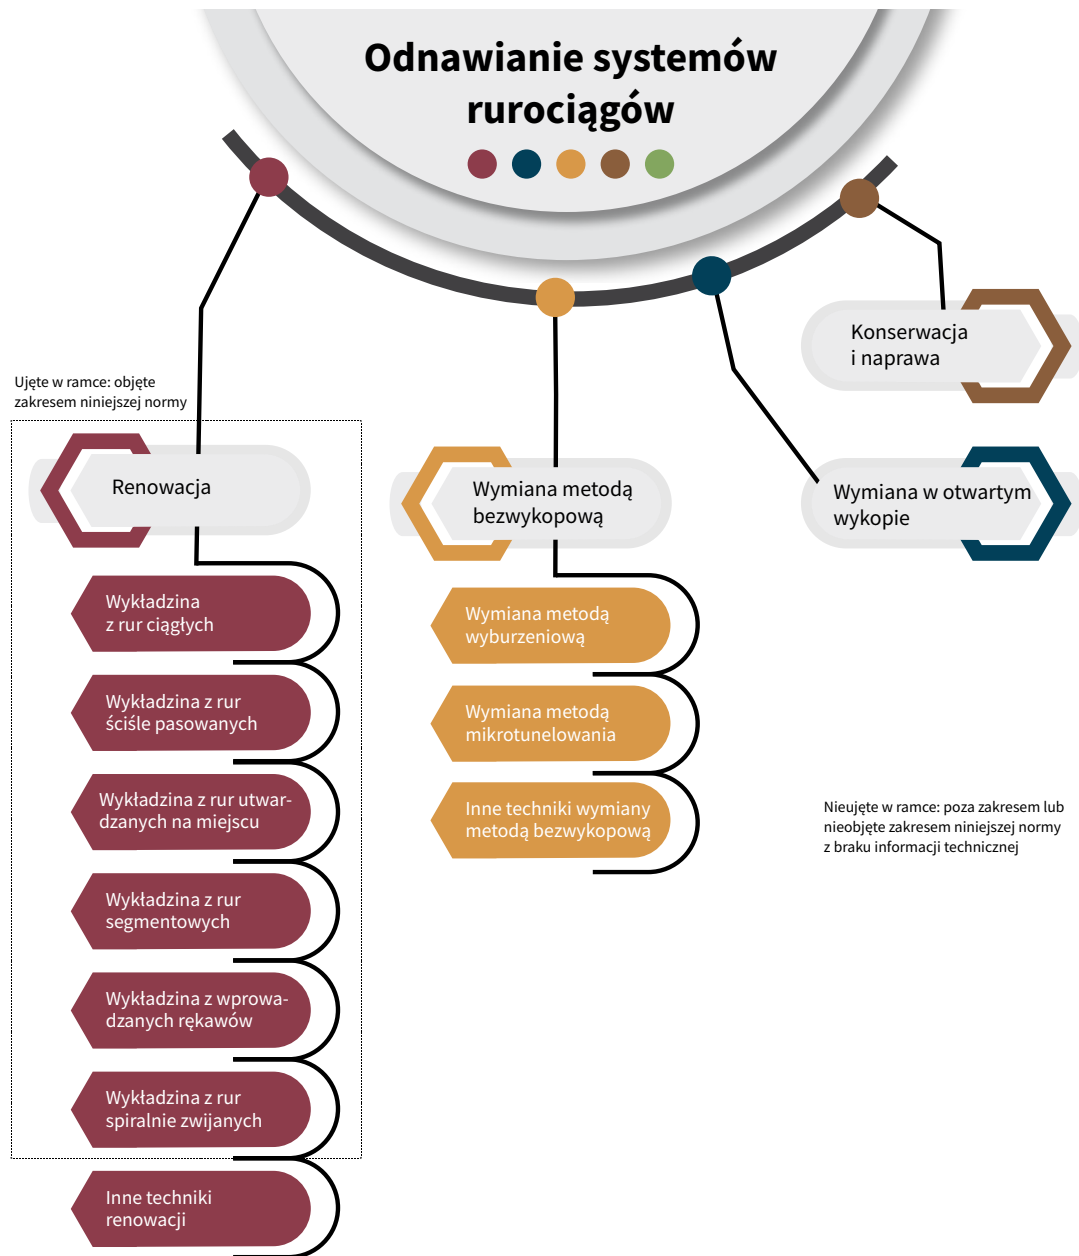 Odnawianie systemów
rurociągów
Konserwacja
i naprawa
Ujęte w ramce: objęte
zakresem niniejszej normy
Renowacja
Wymiana metodą
bezwykopową
Wymiana w otwartym
wykopie
Wykładzina
z rur ciągłych
Wykładzina z rur
ściśle pasowanych
Wykładzina z rur utwar-
dzanych na miejscu
Wykładzina z rur
segmentowych
Wykładzina z wprowa-
dzanych rękawów
Wykładzina z rur
spiralnie zwijanych
Inne techniki
renowacji
Wymiana metodą
wyburzeniową
Wymiana metodą
mikrotunelowania
Inne techniki wymiany
metodą bezwykopową
Nieujęte w ramce: poza zakresem lub
nieobjęte zakresem niniejszej normy
z braku informacji technicznej